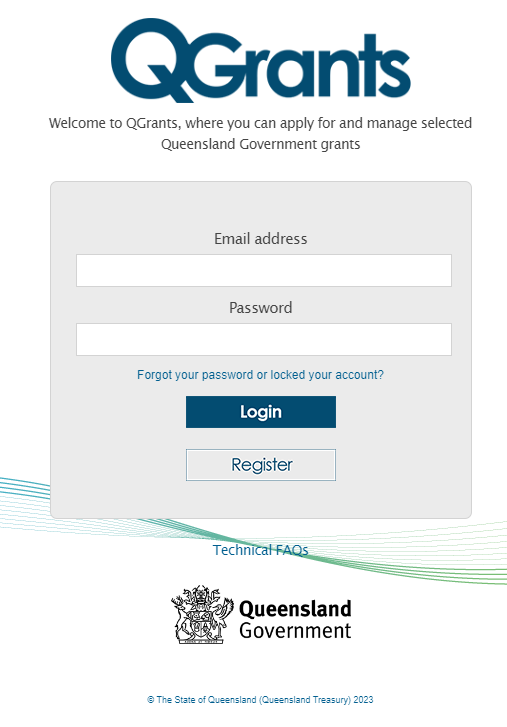 QGrants
Welcome to QGrants, where you can apply for and manage selected
Queensland Government grants
Email address
Password
Forgot your password or locked your account?
Login
Register
Technical FAQs
Queensland
Government
© The State of Queensland (Queensland Treasury) 2023